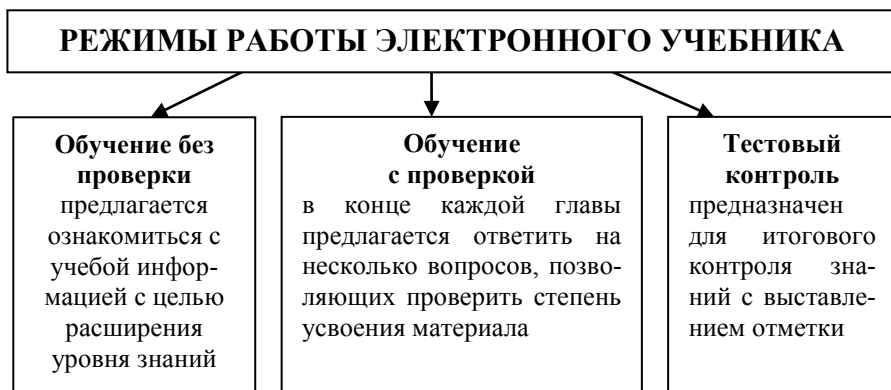 РЕЖИМЫ РАБОТЫ ЭЛЕКТРОННОГО УЧЕБНИКА
Обучение без
проверки
предлагается
ознакомиться с
учебой инфор-
мацией с целью
расширения
уровня знаний
Обучение
с проверкой
в конце каждой главы
предлагается ответить на
несколько вопросов, позво-
ляющих проверить степень
усвоения материала
Тестовый
контроль
предназначен
для итогового
контроля зна-
ний с выставле-
нием отметки